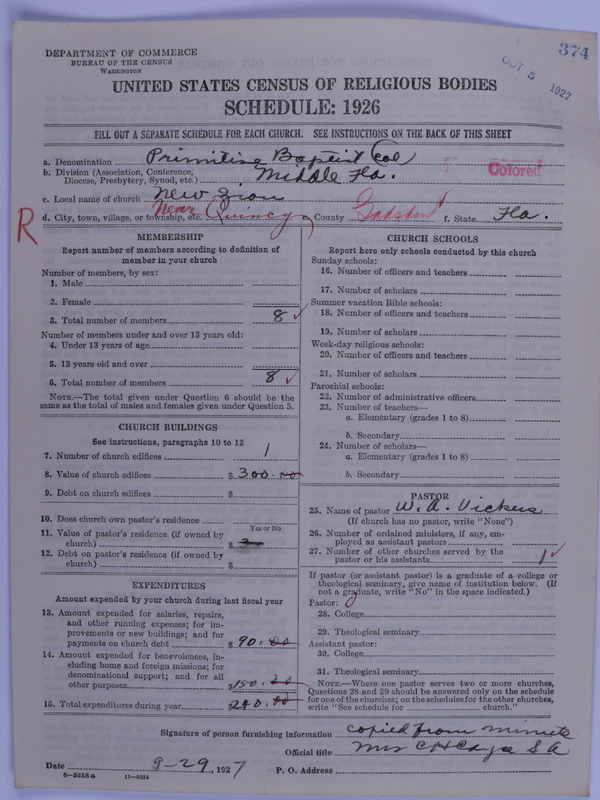 374
OCT 5 1927
DEPARTMENT OF COMMERCE
BUREAU OF THE CENSUS
WASHINGTON
UNITED STATES CENSUS OF RELIGIOUS BODIES
SCHEDULE: 1926
FILL OUT A SEPARATE SCHEDULE FOR EACH CHURCH. SEE INSTRUCTIONS ON THE BACK OF THIS SHEET
a. Denomination Primitive Baptist Col
b. Division (Association, Conference,
Diocese, Presbytery, Synod, etc.) Middle Fla. Colored
c. Local name of church New Zion
d. City, town, village, or township, etc. Near Quincy e. County Gadsden f. State Fla.
R
MEMBERSHIP
Report number of members according to definition of
member in your church
Number of members, by sex:
1. Male
2. Female
3. Total number of members 8
Number of members under and over 13 years old:
4. Under 13 years of age
5. 13 years old and over
6. Total number of members 8
NOTE.—The total given under Question 6 should be the
same as the total of males and females given under Question 3.
CHURCH BUILDINGS
See instructions, paragraphs 10 to 12
7. Number of church edifices 1
8. Value of church edifices $ 300.00
9. Debt on church edifices $
10. Does church own pastor's residence
Yes or No
11. Value of pastor's residence (if owned by
church) $
12. Debt on pastor's residence (if owned by
church) $
EXPENDITURES
Amount expended by your church during last fiscal year
13. Amount expended for salaries, repairs,
and other running expenses; for im-
provements or new buildings; and for
payments on church debt $ 90.00
14. Amount expended for benevolences, in-
cluding home and foreign missions; for
denominational support; and for all
other purposes $ 150.00
15. Total expenditures during year $ 240.00
CHURCH SCHOOLS
Report here only schools conducted by this church
Sunday schools:
16. Number of officers and teachers
17. Number of scholars
Summer vacation Bible schools:
18. Number of officers and teachers
19. Number of scholars
Week-day religious schools:
20. Number of officers and teachers
21. Number of scholars
Parochial schools:
22. Number of administrative officers
23. Number of teachers—
a. Elementary (grades 1 to 8)
b. Secondary
24. Number of scholars—
a. Elementary (grades 1 to 8)
b. Secondary
PASTOR
25. Name of pastor W. A. Vickers
(If church has no pastor, write "None")
26. Number of ordained ministers, if any, em-
ployed as assistant pastors
27. Number of other churches served by the
pastor or his assistants 1
If pastor (or assistant pastor) is a graduate of a college or
theological seminary, give name of institution below. (If
not a graduate, write "No" in the space indicated.)
Pastor:
28. College
29. Theological seminary
Assistant pastor:
30. College
31. Theological seminary
NOTE.—Where one pastor serves two or more churches,
Questions 28 and 29 should be answered only on the schedule
for one of the churches; on the schedules for the other churches,
write "See schedule for church."
Signature of person furnishing information copied from minute
Official title Mrs C H S A
Date 9-29, 1927 P. O. Address
6-5518a 11-9034